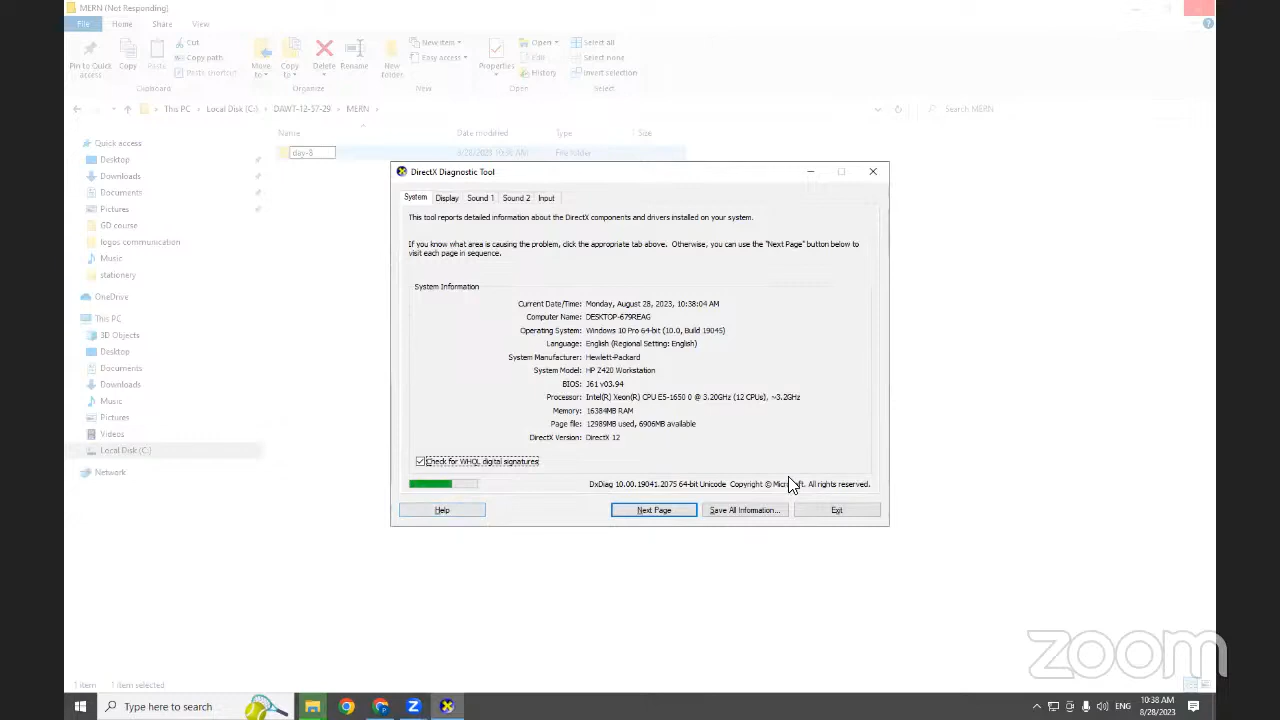 MERN (Not Responding)
File Home Share View
Pin to Quick access
Copy
Paste
Cut
Copy path
Paste shortcut
Clipboard
Move to
Copy to
Delete
Rename
Organize
New folder
New item
Easy access
New
Properties
Open
Edit
History
Open
Select all
Select none
Invert selection
Select
This PC > Local Disk (C:) > DAWT-12-57-29 > MERN >
Search MERN
Name Date modified Type Size
day-8 8/28/2023 10:36 AM File folder
Quick access
Desktop
Downloads
Documents
Pictures
GD course
logos communication
Music
stationery
OneDrive
This PC
3D Objects
Desktop
Documents
Downloads
Music
Pictures
Videos
Local Disk (C:)
Network
1 item 1 item selected
DirectX Diagnostic Tool
System Display Sound 1 Sound 2 Input
This tool reports detailed information about the DirectX components and drivers installed on your system.
If you know what area is causing the problem, click the appropriate tab above. Otherwise, you can use the "Next Page" button below to
visit each page in sequence.
System Information
Current Date/Time: Monday, August 28, 2023, 10:38:04 AM
Computer Name: DESKTOP-679REAG
Operating System: Windows 10 Pro 64-bit (10.0, Build 19045)
Language: English (Regional Setting: English)
System Manufacturer: Hewlett-Packard
System Model: HP Z420 Workstation
BIOS: J61 v03.94
Processor: Intel(R) Xeon(R) CPU E5-1650 0 @ 3.20GHz (12 CPUs), ~3.2GHz
Memory: 16384MB RAM
Page file: 12989MB used, 6906MB available
DirectX Version: DirectX 12
Check for WHQL digital signatures
DxDiag 10.00.19041.2075 64-bit Unicode Copyright © Microsoft. All rights reserved.
Help Next Page Save All Information... Exit
zoom
Type here to search
ENG
10:38 AM
8/28/2023